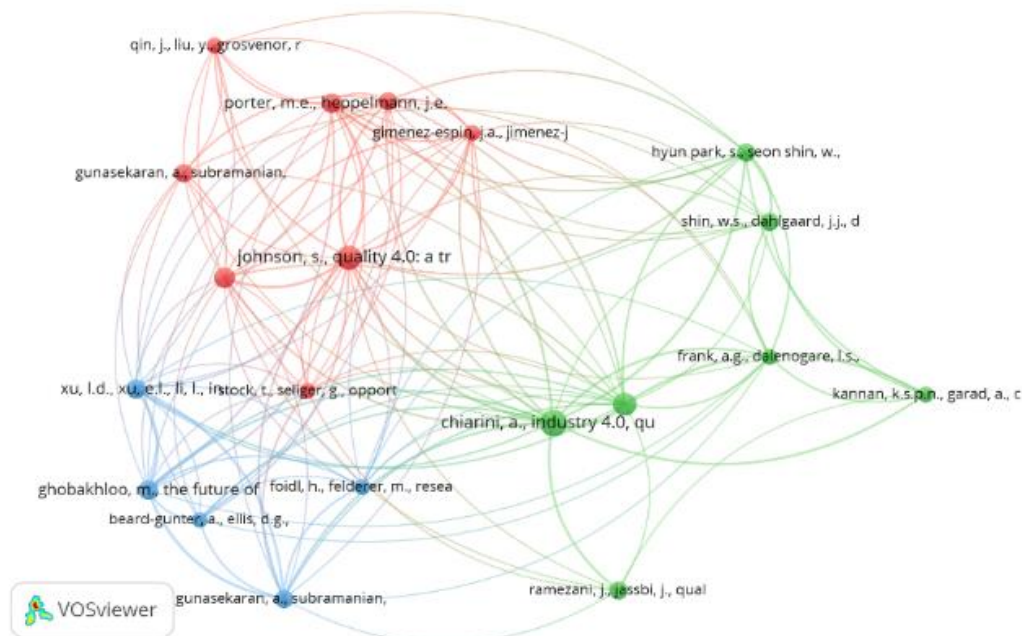 qin, j., liu, y., grosvenor, r
porter, m.e., heppelmann, j.e.
gimenez-espin, j.a., jimenez-j
hyun park, s., seon shin, w.,
gunasekaran, a., subramanian,
shin, w.s., dahlgaard, j.j., d
johnson, s., quality 4.0: a tr
frank, a.g., dalenogare, l.s.,
xu, l.d., xu, e.l., li, l., in
stock, t., seliger, g., opport
kannan, k.s.p.n., garad, a., c
chiarini, a., industry 4.0, qu
ghobakhloo, m., the future of
foidl, h., felderer, m., resea
beard-gunter, a., ellis, d.g.,
ramezani, j., jassbi, j., qual
gunasekaran, a., subramanian,
VOSviewer